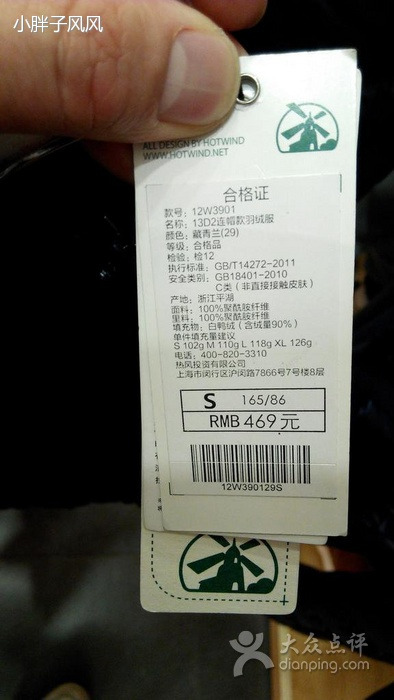 小胖子风风
ALL DESIGN BY HOTWIND
WWW.HOTWIND.NET
合格证
款号: 12W3901
名称: 13D2连帽款羽绒服
颜色: 藏青兰(29)
等级: 合格品
检验: 检12
执行标准: GB/T14272-2011
安全类别: GB18401-2010
C类 (非直接接触皮肤)
产地: 浙江平湖
面料: 100%聚酰胺纤维
里料: 100%聚酰胺纤维
填充物: 白鸭绒 (含绒量90%)
单件填充量建议
S 102g M 110g L 118g XL 126g
电话: 400-820-3310
热风投资有限公司
上海市闵行区沪闵路7866号7号楼8层
S 165/86
RMB 469元
12W390129S
大众点评
dianping.com